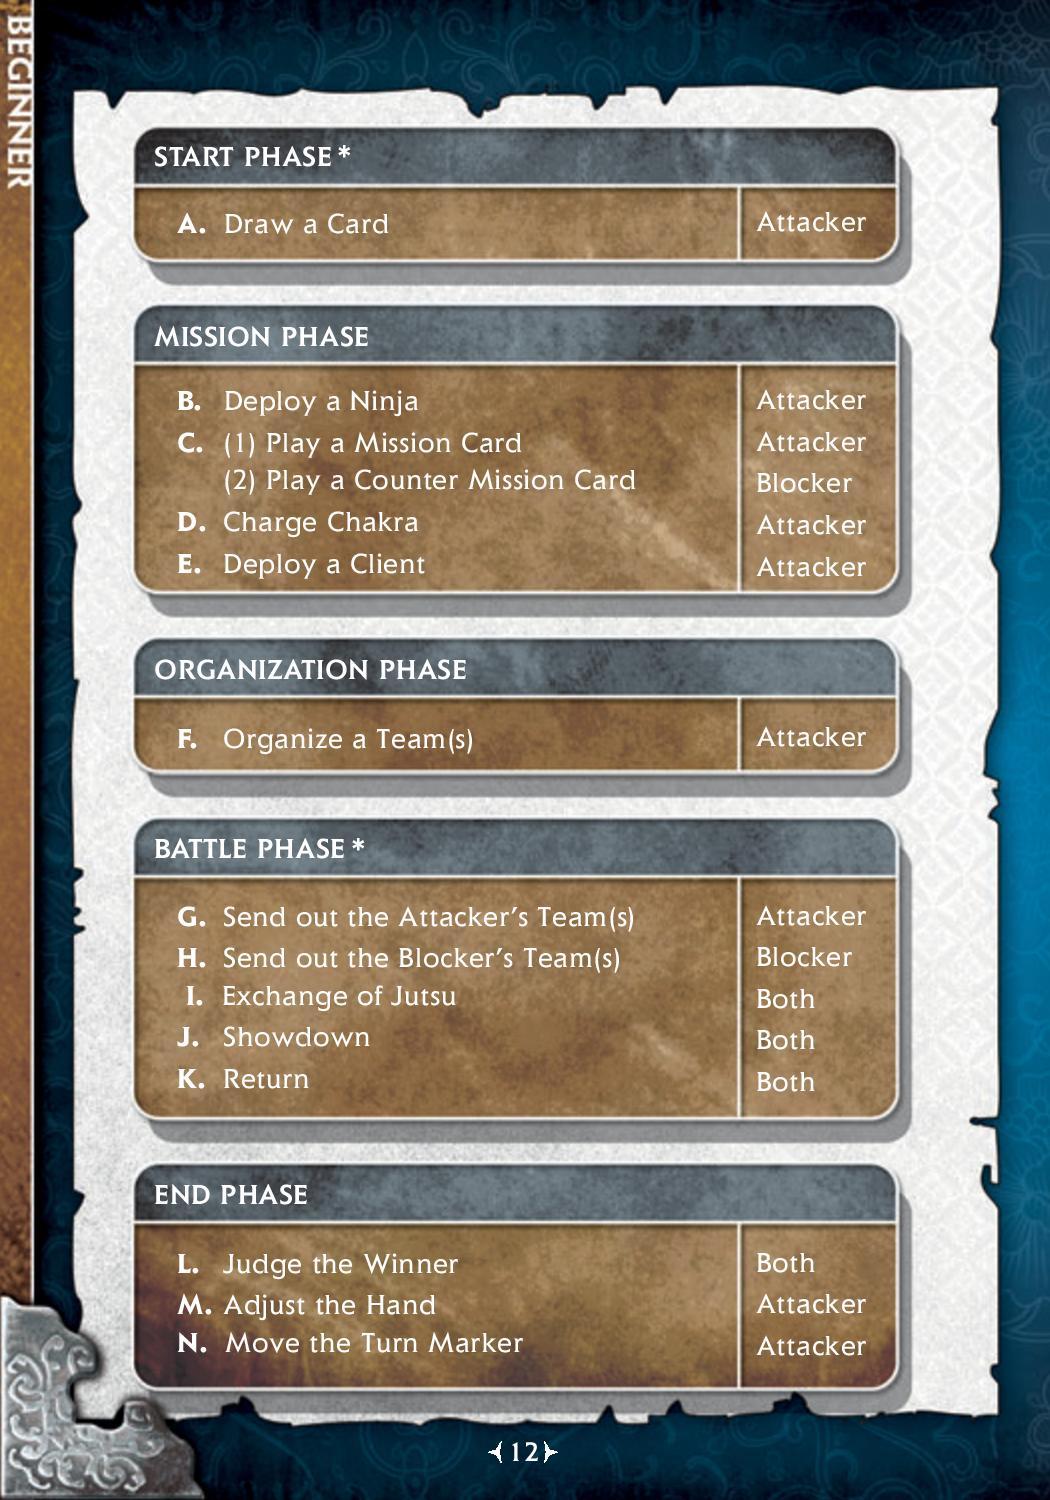 BEGINNER
START PHASE *
A. Draw a Card Attacker
MISSION PHASE
B. Deploy a Ninja Attacker
C. (1) Play a Mission Card Attacker
(2) Play a Counter Mission Card Blocker
D. Charge Chakra Attacker
E. Deploy a Client Attacker
ORGANIZATION PHASE
F. Organize a Team(s) Attacker
BATTLE PHASE *
G. Send out the Attacker's Team(s) Attacker
H. Send out the Blocker's Team(s) Blocker
I. Exchange of Jutsu Both
J. Showdown Both
K. Return Both
END PHASE
L. Judge the Winner Both
M. Adjust the Hand Attacker
N. Move the Turn Marker Attacker
12